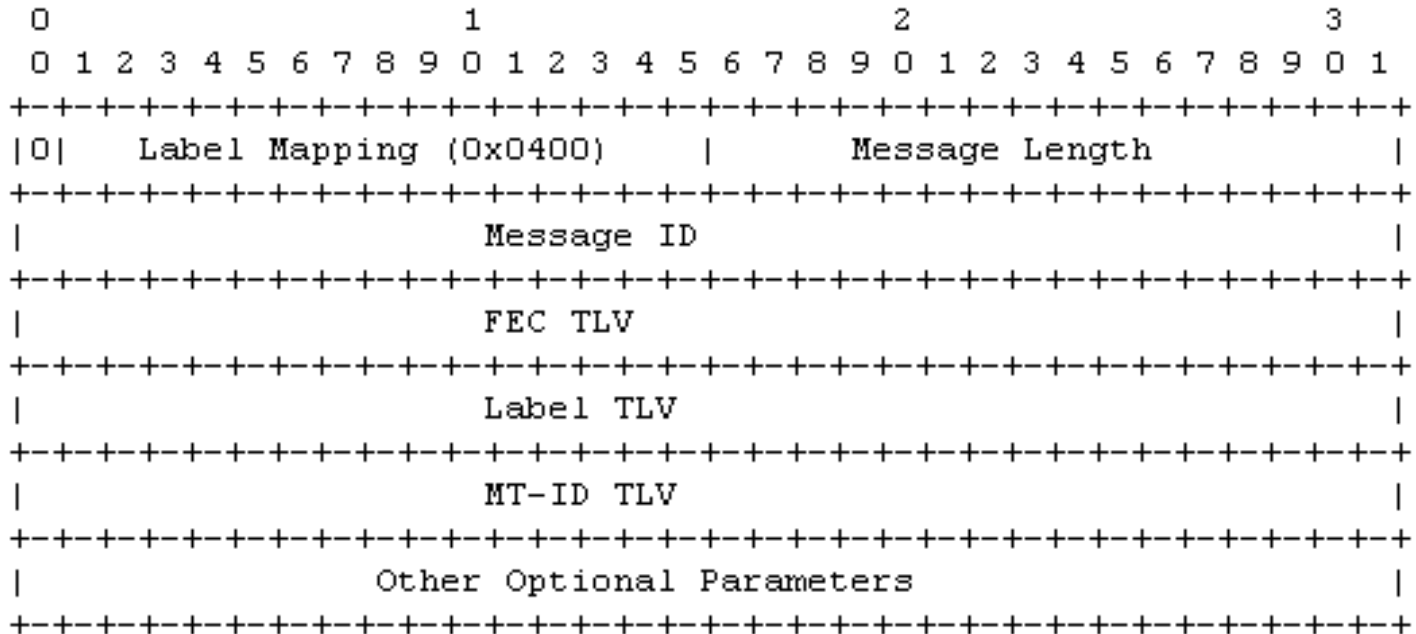 0                   1                   2                   3
 0 1 2 3 4 5 6 7 8 9 0 1 2 3 4 5 6 7 8 9 0 1 2 3 4 5 6 7 8 9 0 1
+-+-+-+-+-+-+-+-+-+-+-+-+-+-+-+-+-+-+-+-+-+-+-+-+-+-+-+-+-+-+-+-+
|0|   Label Mapping (0x0400)    |      Message Length           |
+-+-+-+-+-+-+-+-+-+-+-+-+-+-+-+-+-+-+-+-+-+-+-+-+-+-+-+-+-+-+-+-+
|                     Message ID                                |
+-+-+-+-+-+-+-+-+-+-+-+-+-+-+-+-+-+-+-+-+-+-+-+-+-+-+-+-+-+-+-+-+
|                     FEC TLV                                   |
+-+-+-+-+-+-+-+-+-+-+-+-+-+-+-+-+-+-+-+-+-+-+-+-+-+-+-+-+-+-+-+-+
|                     Label TLV                                 |
+-+-+-+-+-+-+-+-+-+-+-+-+-+-+-+-+-+-+-+-+-+-+-+-+-+-+-+-+-+-+-+-+
|                     MT-ID TLV                                 |
+-+-+-+-+-+-+-+-+-+-+-+-+-+-+-+-+-+-+-+-+-+-+-+-+-+-+-+-+-+-+-+-+
|                Other Optional Parameters                      |
+-+-+-+-+-+-+-+-+-+-+-+-+-+-+-+-+-+-+-+-+-+-+-+-+-+-+-+-+-+-+-+-+